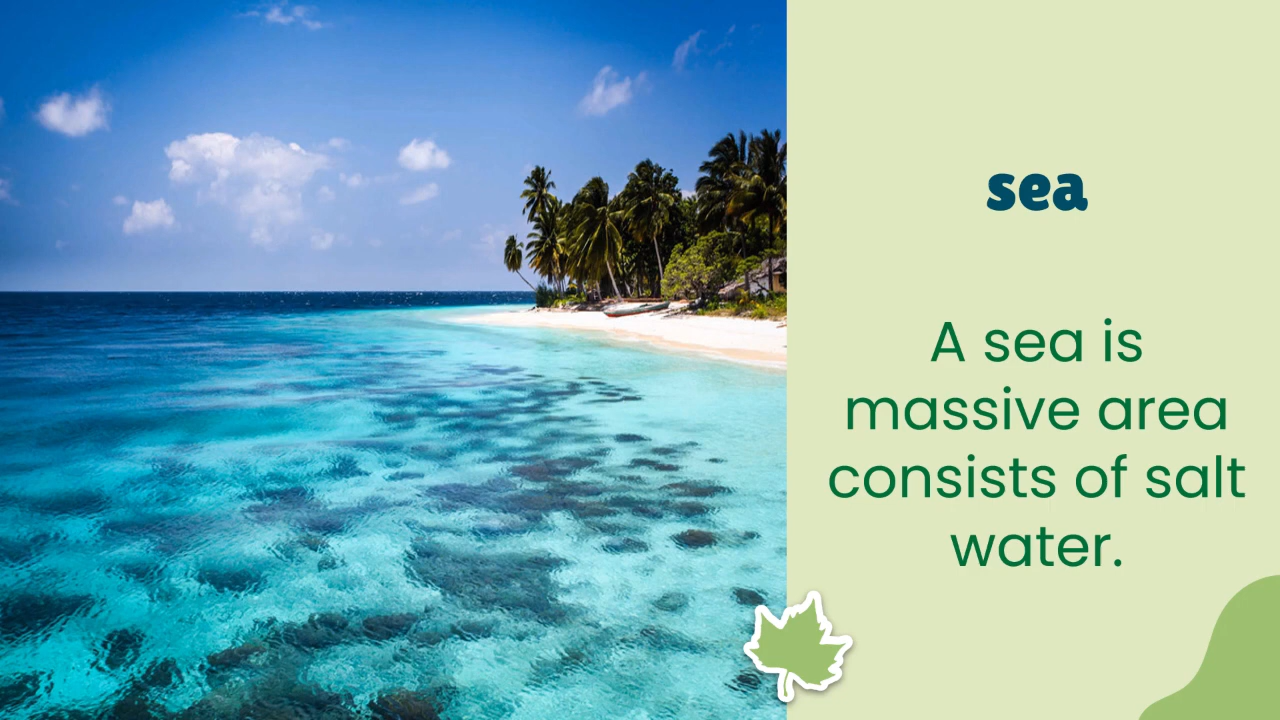 sea
A sea is
massive area
consists of salt
water.